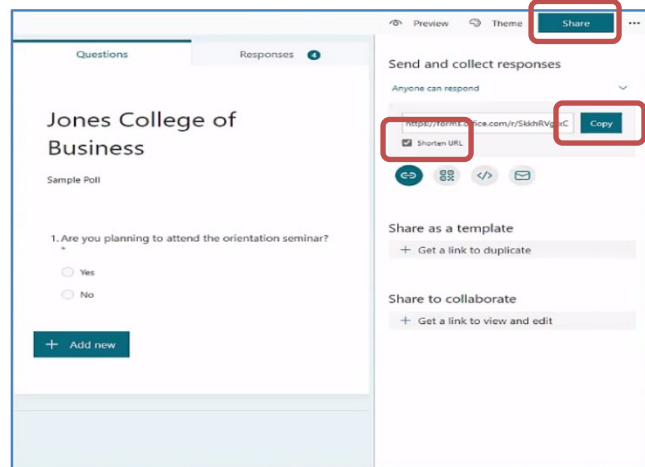 Preview Theme Share
Questions Responses 4
Send and collect responses
Anyone can respond
Jones College of
Business
Copy
Shorten URL
Sample Poll
Share as a template
1. Are you planning to attend the orientation seminar?
*
+ Get a link to duplicate
Yes
No
Share to collaborate
+ Get a link to view and edit
+ Add new